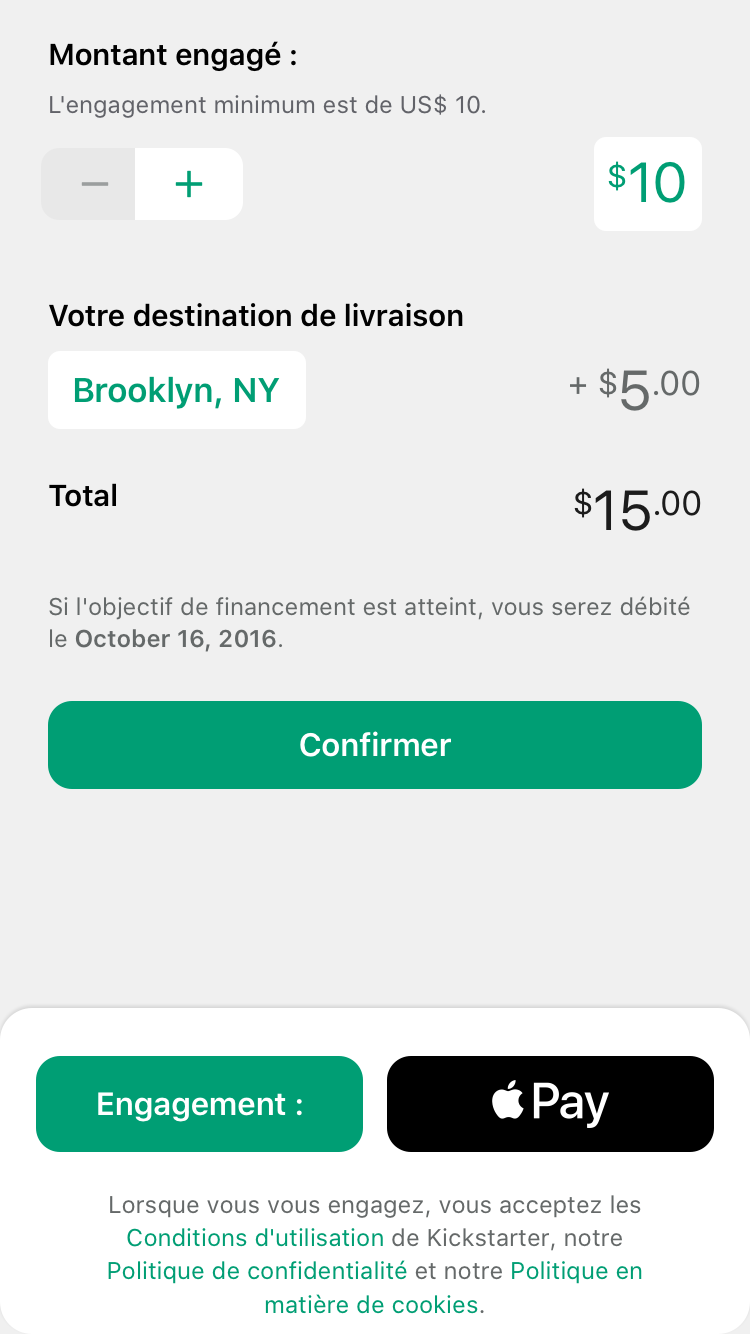 Montant engagé :
L'engagement minimum est de US$ 10.
− +
$10
Votre destination de livraison
Brooklyn, NY
+ $5.00
Total
$15.00
Si l'objectif de financement est atteint, vous serez débité
le October 16, 2016.
Confirmer
Engagement :
Pay
Lorsque vous vous engagez, vous acceptez les
Conditions d'utilisation de Kickstarter, notre
Politique de confidentialité et notre Politique en
matière de cookies.